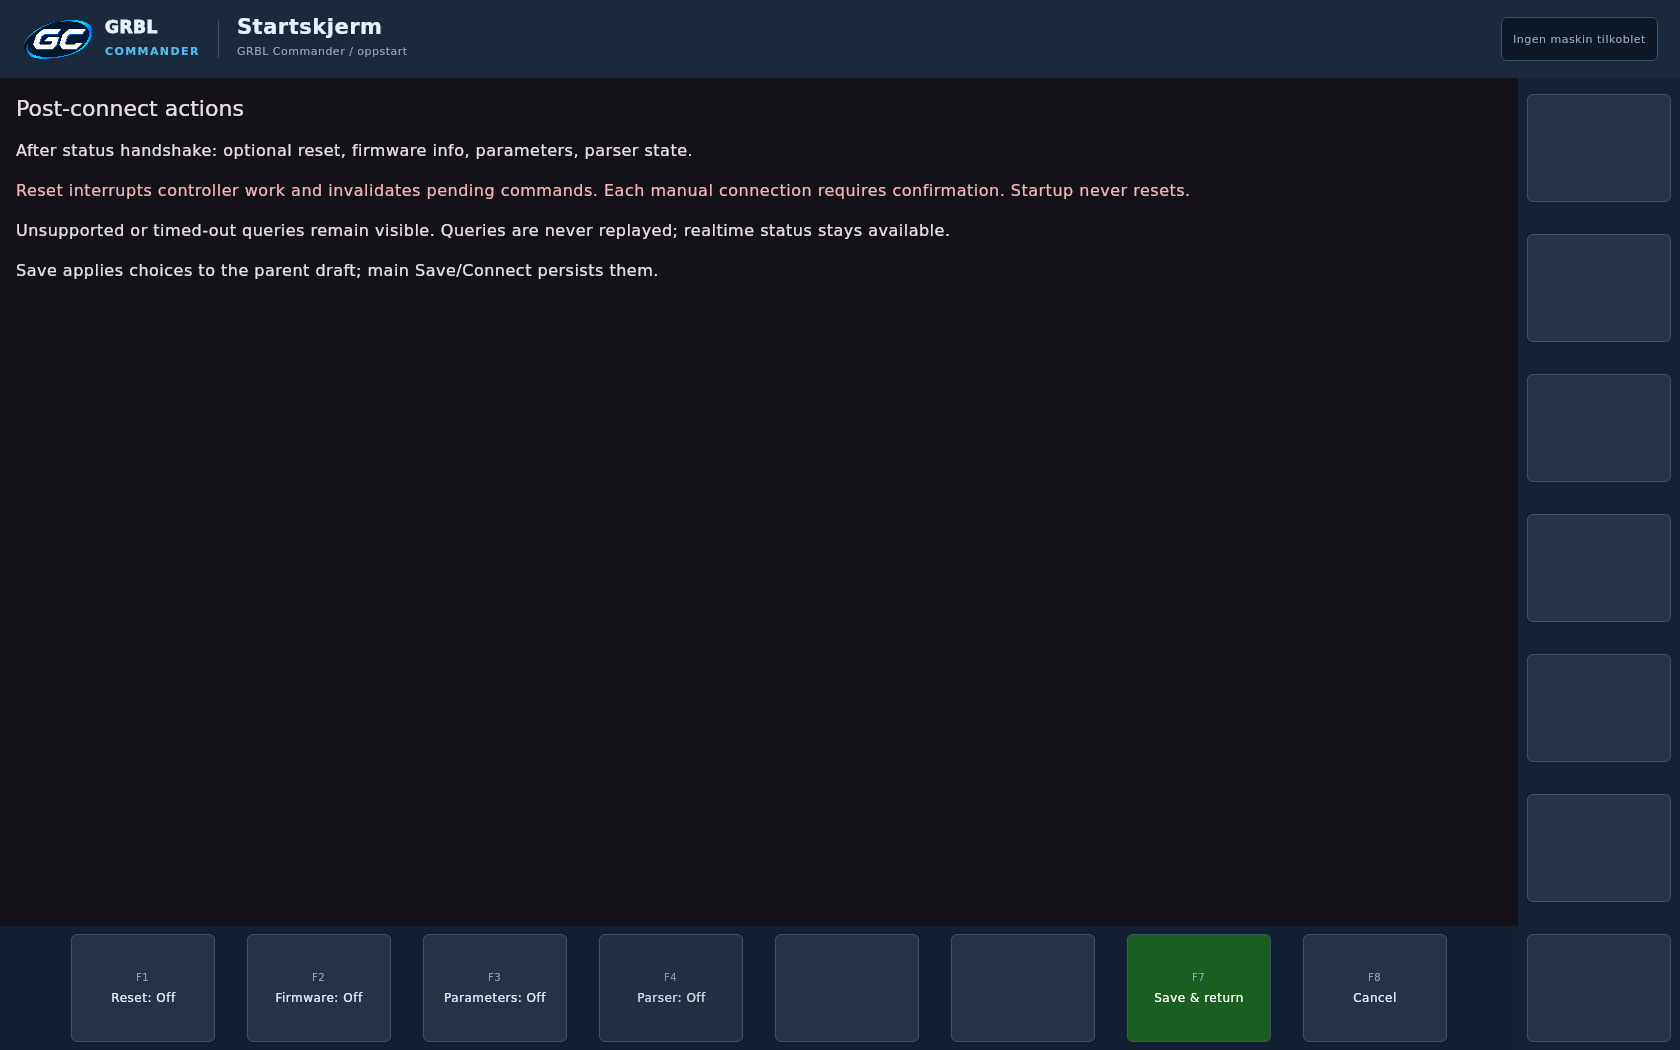 GC
GRBL
COMMANDER
Startskjerm
GRBL Commander / oppstart
Ingen maskin tilkoblet
Post-connect actions
After status handshake: optional reset, firmware info, parameters, parser state.
Reset interrupts controller work and invalidates pending commands. Each manual connection requires confirmation. Startup never resets.
Unsupported or timed-out queries remain visible. Queries are never replayed; realtime status stays available.
Save applies choices to the parent draft; main Save/Connect persists them.
F1
Reset: Off
F2
Firmware: Off
F3
Parameters: Off
F4
Parser: Off
F7
Save & return
F8
Cancel